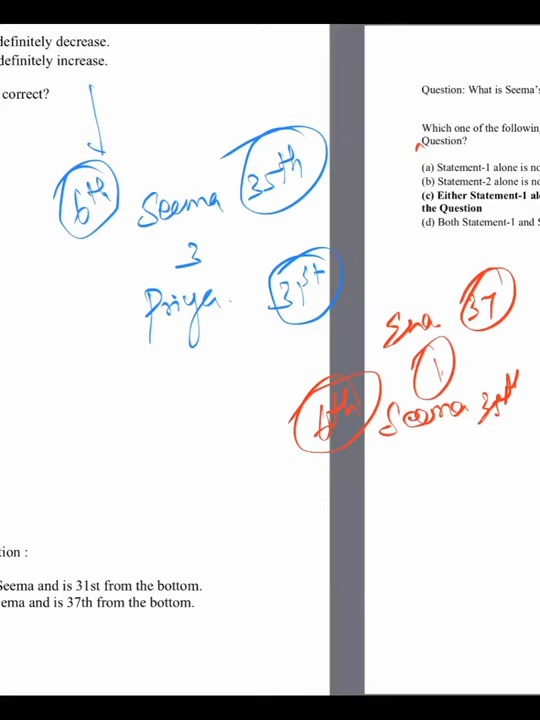 definitely decrease.
definitely increase.
correct?
6th Seema 35th
3
Priya. 31st
tion :
Seema and is 31st from the bottom.
ema and is 37th from the bottom.
Question: What is Seema's
Which one of the following
Question?
(a) Statement-1 alone is no
(b) Statement-2 alone is no
(c) Either Statement-1 al
the Question
(d) Both Statement-1 and S
37
1
6th Seema 35th